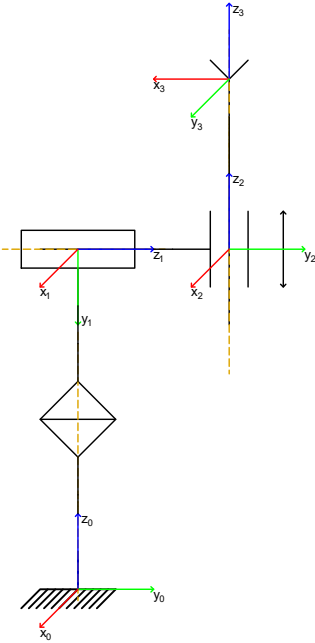 z₃
x₃
y₃
z₂
z₁
y₂
x₁
x₂
y₁
z₀
y₀
x₀